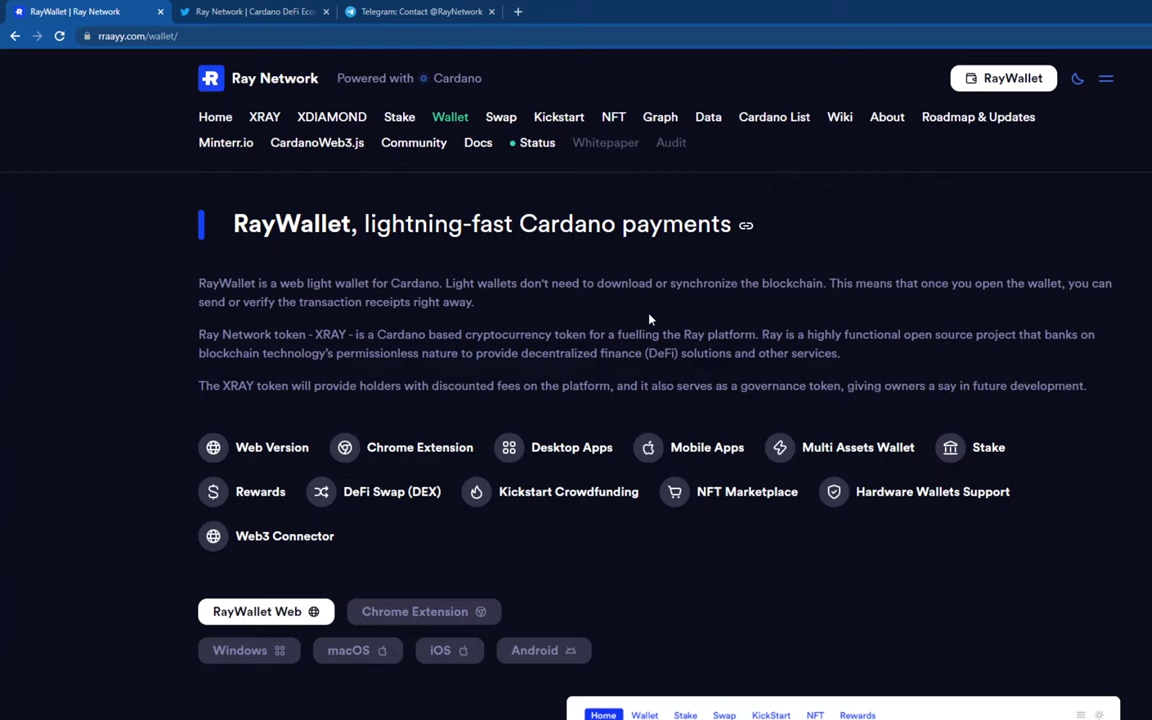 RayWallet | Ray Network
Ray Network | Cardano DeFi Eco
Telegram: Contact @RayNetwork
rraayy.com/wallet/
Ray Network Powered with Cardano
RayWallet
Home XRAY XDIAMOND Stake Wallet Swap Kickstart NFT Graph Data Cardano List Wiki About Roadmap & Updates
Minterr.io CardanoWeb3.js Community Docs Status Whitepaper Audit
RayWallet, lightning-fast Cardano payments
RayWallet is a web light wallet for Cardano. Light wallets don't need to download or synchronize the blockchain. This means that once you open the wallet, you can
send or verify the transaction receipts right away.
Ray Network token - XRAY - is a Cardano based cryptocurrency token for a fuelling the Ray platform. Ray is a highly functional open source project that banks on
blockchain technology's permissionless nature to provide decentralized finance (DeFi) solutions and other services.
The XRAY token will provide holders with discounted fees on the platform, and it also serves as a governance token, giving owners a say in future development.
Web Version Chrome Extension Desktop Apps Mobile Apps Multi Assets Wallet Stake
Rewards DeFi Swap (DEX) Kickstart Crowdfunding NFT Marketplace Hardware Wallets Support
Web3 Connector
RayWallet Web Chrome Extension
Windows macOS iOS Android
Home Wallet Stake Swap KickStart NFT Rewards